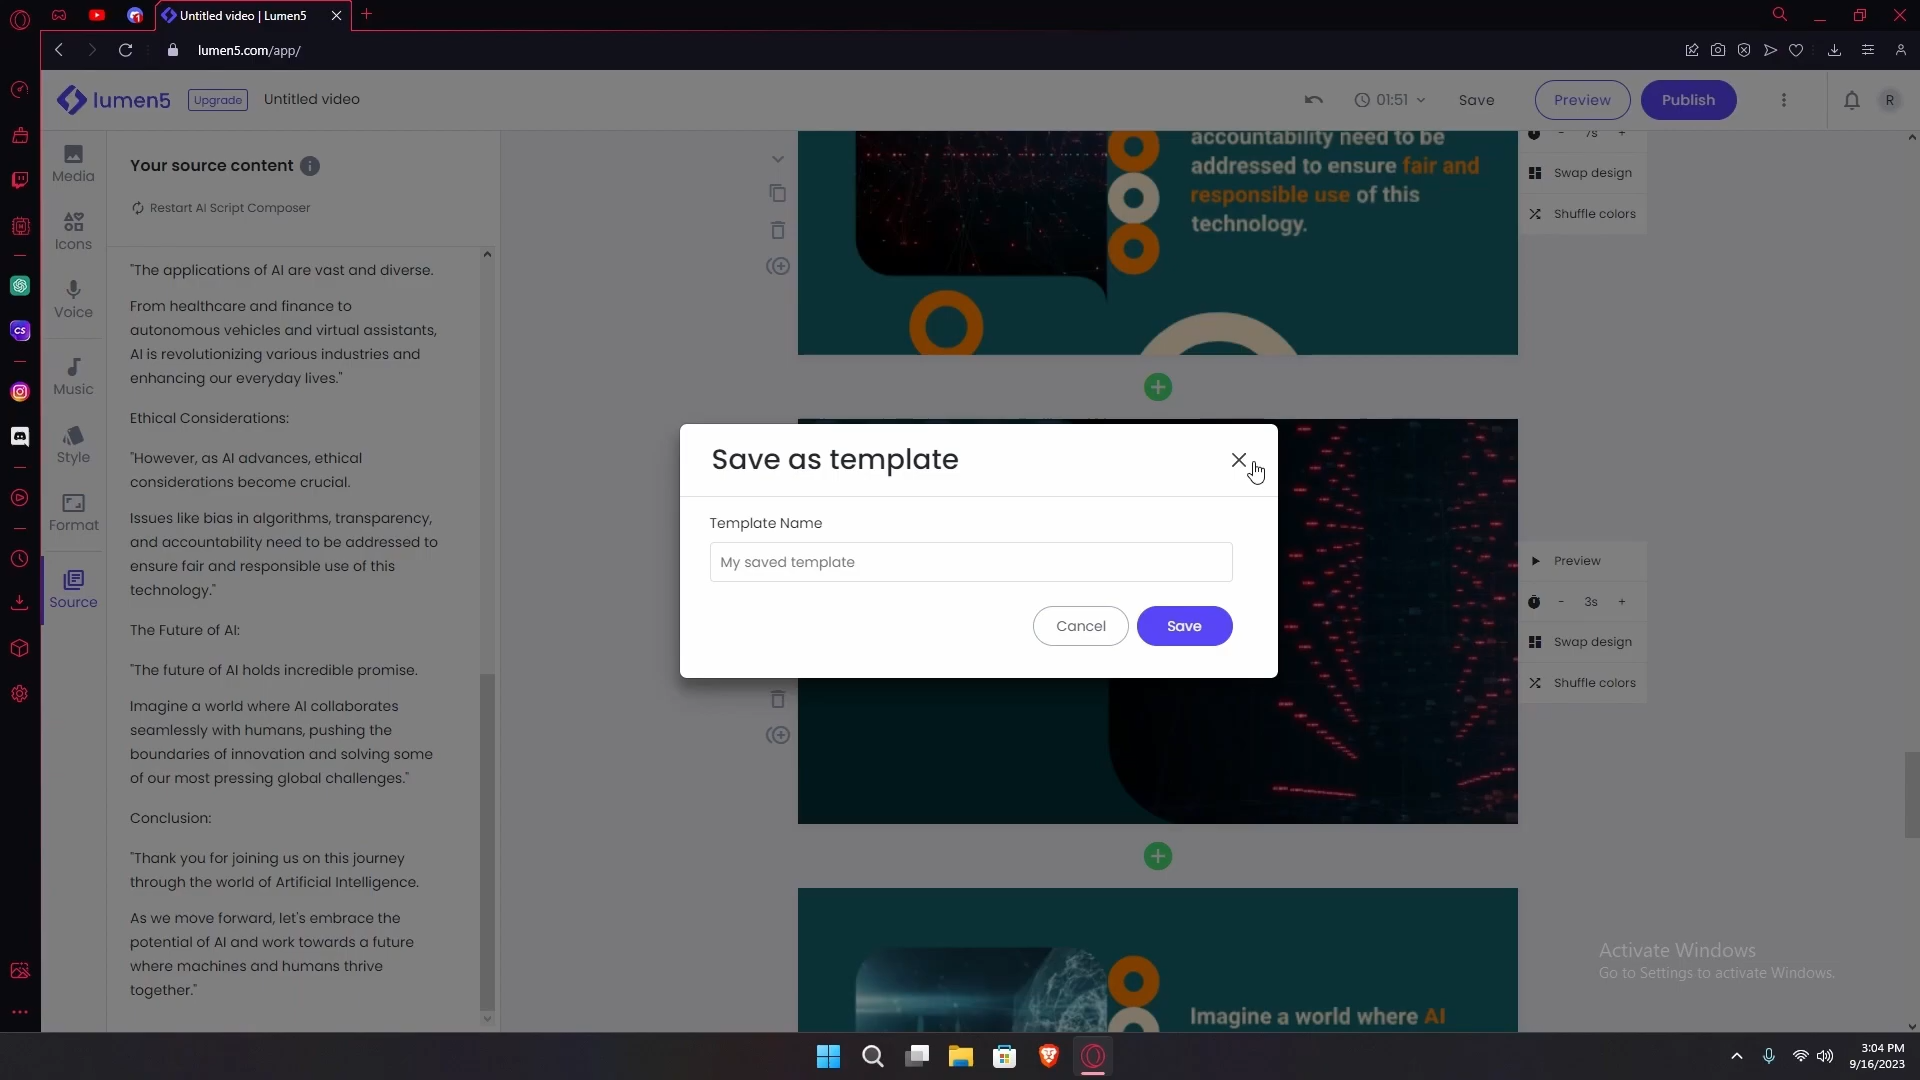 Untitled video | Lumen5
lumen5.com/app/
lumen5
Upgrade
Untitled video
01:51
Save
Preview
Publish
R
Media
Icons
Voice
Music
Style
Format
Source
Your source content
Restart AI Script Composer
"The applications of AI are vast and diverse.
From healthcare and finance to
autonomous vehicles and virtual assistants,
AI is revolutionizing various industries and
enhancing our everyday lives."
Ethical Considerations:
"However, as AI advances, ethical
considerations become crucial.
Issues like bias in algorithms, transparency,
and accountability need to be addressed to
ensure fair and responsible use of this
technology."
The Future of AI:
"The future of AI holds incredible promise.
Imagine a world where AI collaborates
seamlessly with humans, pushing the
boundaries of innovation and solving some
of our most pressing global challenges."
Conclusion:
"Thank you for joining us on this journey
through the world of Artificial Intelligence.
As we move forward, let's embrace the
potential of AI and work towards a future
where machines and humans thrive
together."
accountability need to be
addressed to ensure fair and
responsible use of this
technology.
- 7s +
Swap design
Shuffle colors
Save as template
Template Name
My saved template
Cancel
Save
Preview
- 3s +
Swap design
Shuffle colors
Imagine a world where AI
Activate Windows
Go to Settings to activate Windows.
CS
3:04 PM
9/16/2023